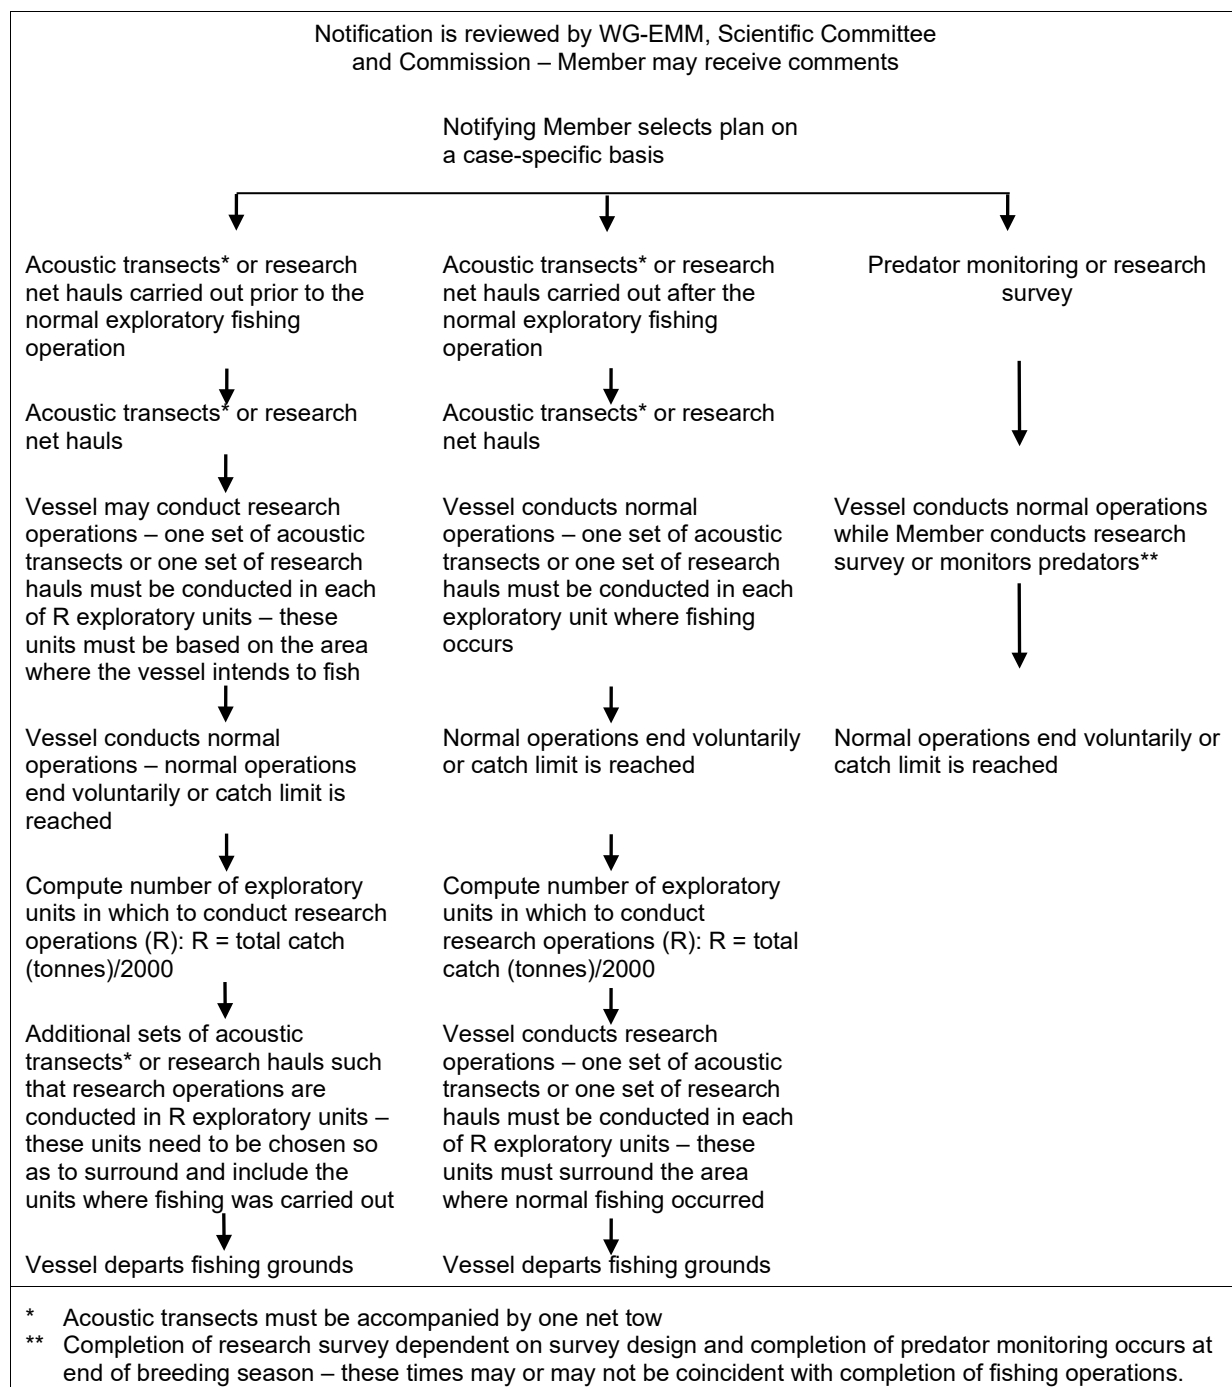 Notification is reviewed by WG-EMM, Scientific Committee
and Commission – Member may receive comments
Notifying Member selects plan on
a case-specific basis
Acoustic transects* or research
net hauls carried out prior to the
normal exploratory fishing
operation
Acoustic transects* or research
net hauls
Vessel may conduct research
operations – one set of acoustic
transects or one set of research
hauls must be conducted in each
of R exploratory units – these
units must be based on the area
where the vessel intends to fish
Vessel conducts normal
operations – normal operations
end voluntarily or catch limit is
reached
Compute number of exploratory
units in which to conduct research
operations (R): R = total catch
(tonnes)/2000
Additional sets of acoustic
transects* or research hauls such
that research operations are
conducted in R exploratory units –
these units need to be chosen so
as to surround and include the
units where fishing was carried out
Vessel departs fishing grounds
Acoustic transects* or research
net hauls carried out after the
normal exploratory fishing
operation
Acoustic transects* or research
net hauls
Vessel conducts normal
operations – one set of acoustic
transects or one set of research
hauls must be conducted in each
exploratory unit where fishing
occurs
Normal operations end voluntarily
or catch limit is reached
Compute number of exploratory
units in which to conduct
research operations (R): R = total
catch (tonnes)/2000
Vessel conducts research
operations – one set of acoustic
transects or one set of research
hauls must be conducted in each
of R exploratory units – these
units must surround the area
where normal fishing occurred
Vessel departs fishing grounds
Predator monitoring or research
survey
Vessel conducts normal operations
while Member conducts research
survey or monitors predators**
Normal operations end voluntarily or
catch limit is reached
* Acoustic transects must be accompanied by one net tow
** Completion of research survey dependent on survey design and completion of predator monitoring occurs at
end of breeding season – these times may or may not be coincident with completion of fishing operations.